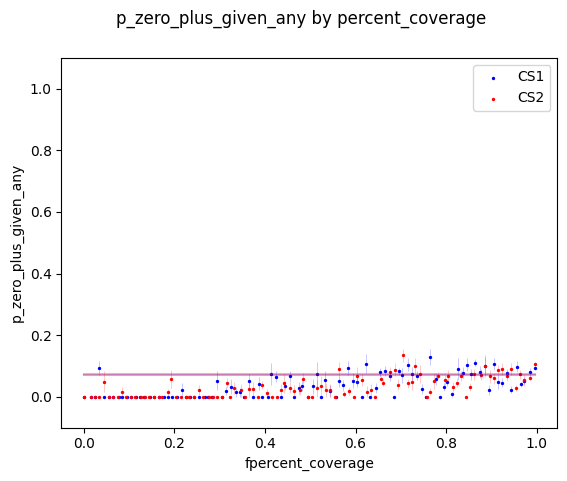 p_zero_plus_given_any by percent_coverage
CS1
CS2
1.0
0.8
0.6
0.4
0.2
0.0
p_zero_plus_given_any
0.0
0.2
0.4
0.6
0.8
1.0
fpercent_coverage